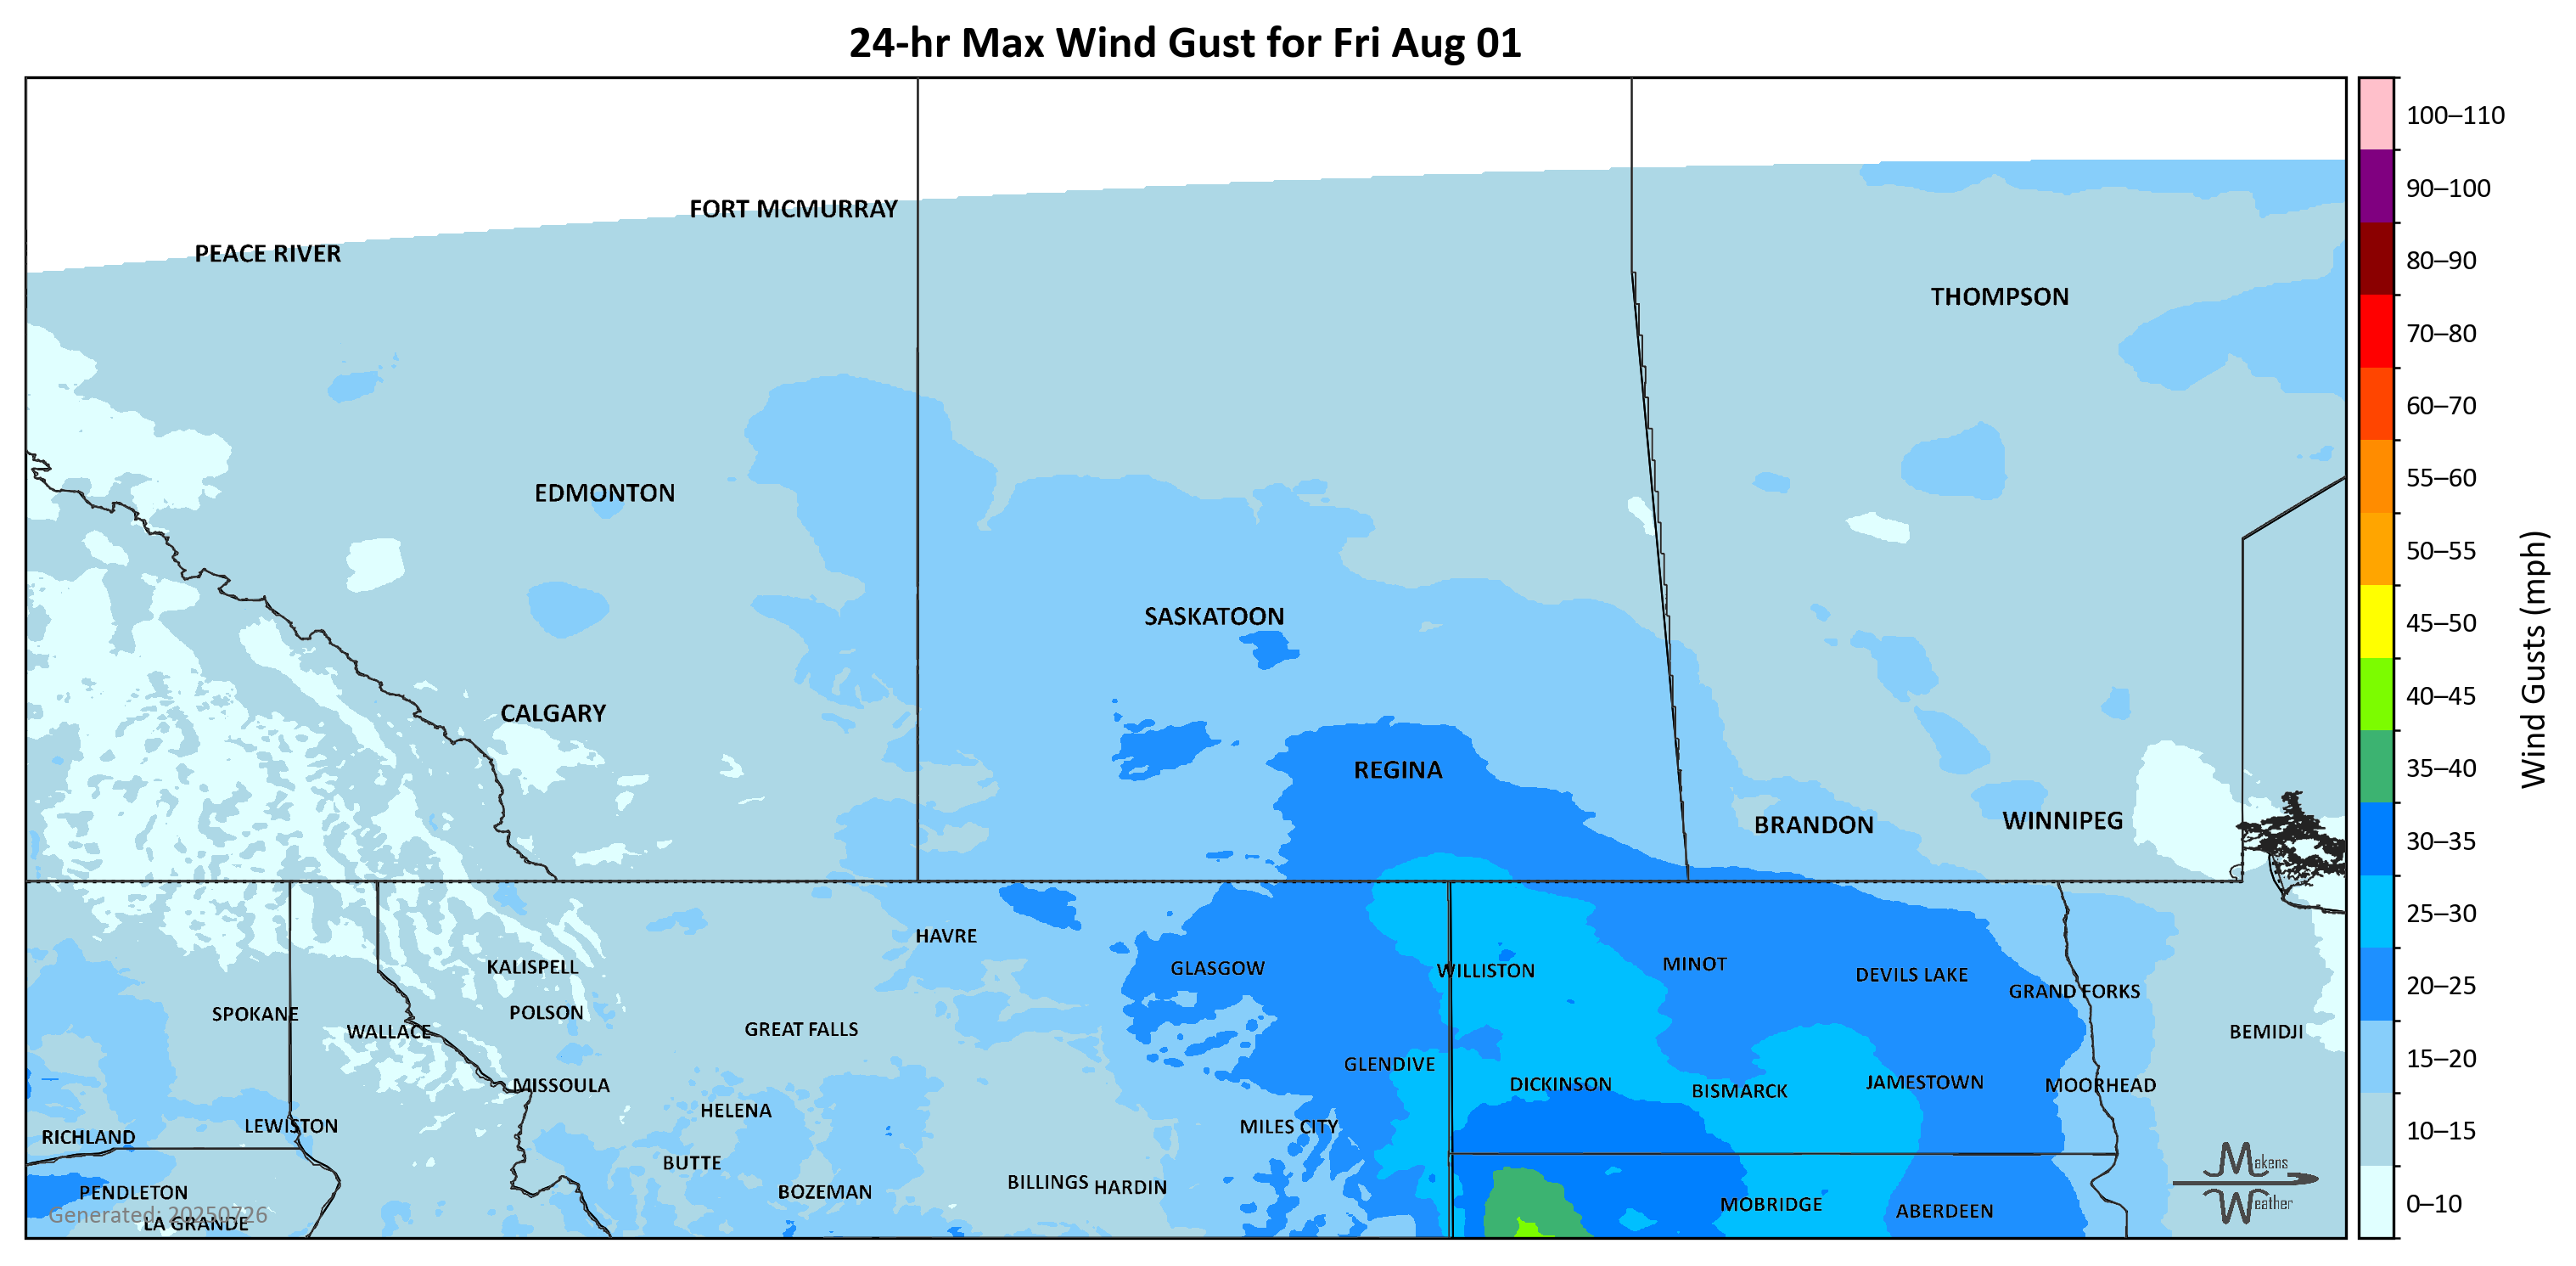 24-hr Max Wind Gust for Fri Aug 01
100–110
FORT MCMURRAY
90–100
PEACE RIVER
80–90
THOMPSON
70–80
60–70
EDMONTON
55–60
50–55
SASKATOON
45–50
Wind Gusts (mph)
CALGARY
40–45
REGINA
35–40
BRANDON
WINNIPEG
30–35
HAVRE
25–30
KALISPELL
GLASGOW
WILLISTON
MINOT
DEVILS LAKE
20–25
GRAND FORKS
SPOKANE
POLSON
WALLACE
GREAT FALLS
BEMIDJI
GLENDIVE
15–20
MISSOULA
DICKINSON
BISMARCK
JAMESTOWN
MOORHEAD
HELENA
LEWISTON
MILES CITY
10–15
RICHLAND
BUTTE
Makens
PENDLETON
BOZEMAN
BILLINGS
HARDIN
MOBRIDGE
ABERDEEN
Weather
0–10
Generated: 20250726
LA GRANDE